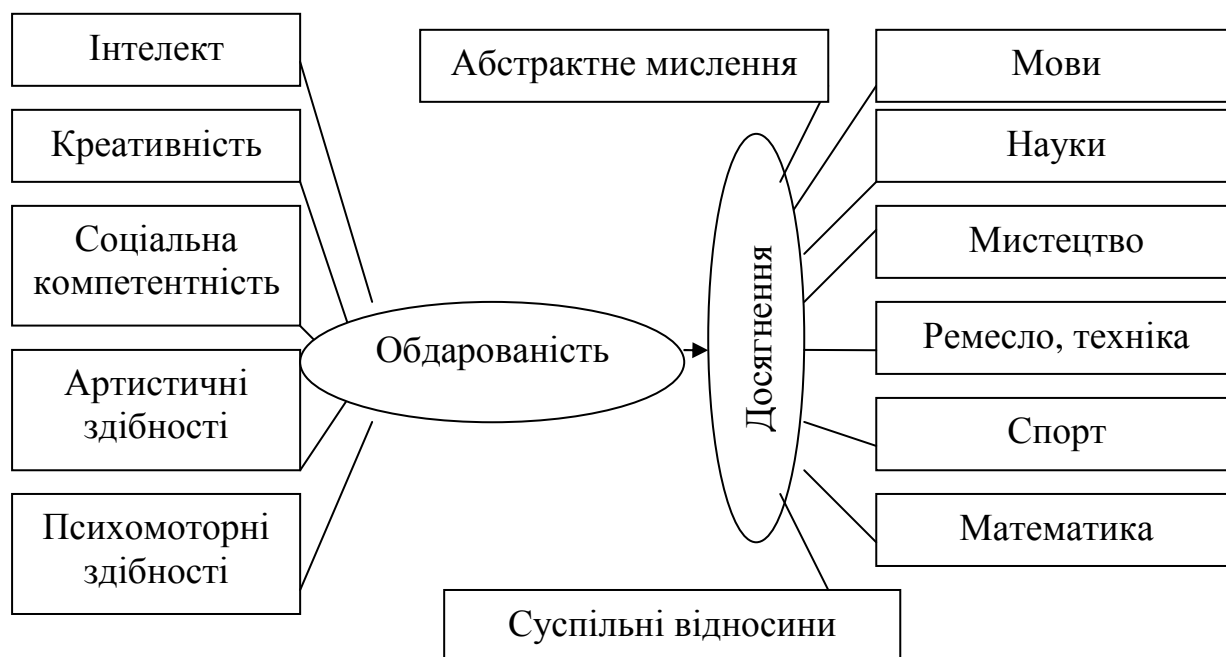 Інтелект
Креативність
Соціальна
компетентність
Артистичні
здібності
Психомоторні
здібності
Обдарованість
Абстрактне мислення
Досягнення
Суспільні відносини
Мови
Науки
Мистецтво
Ремесло, техніка
Спорт
Математика